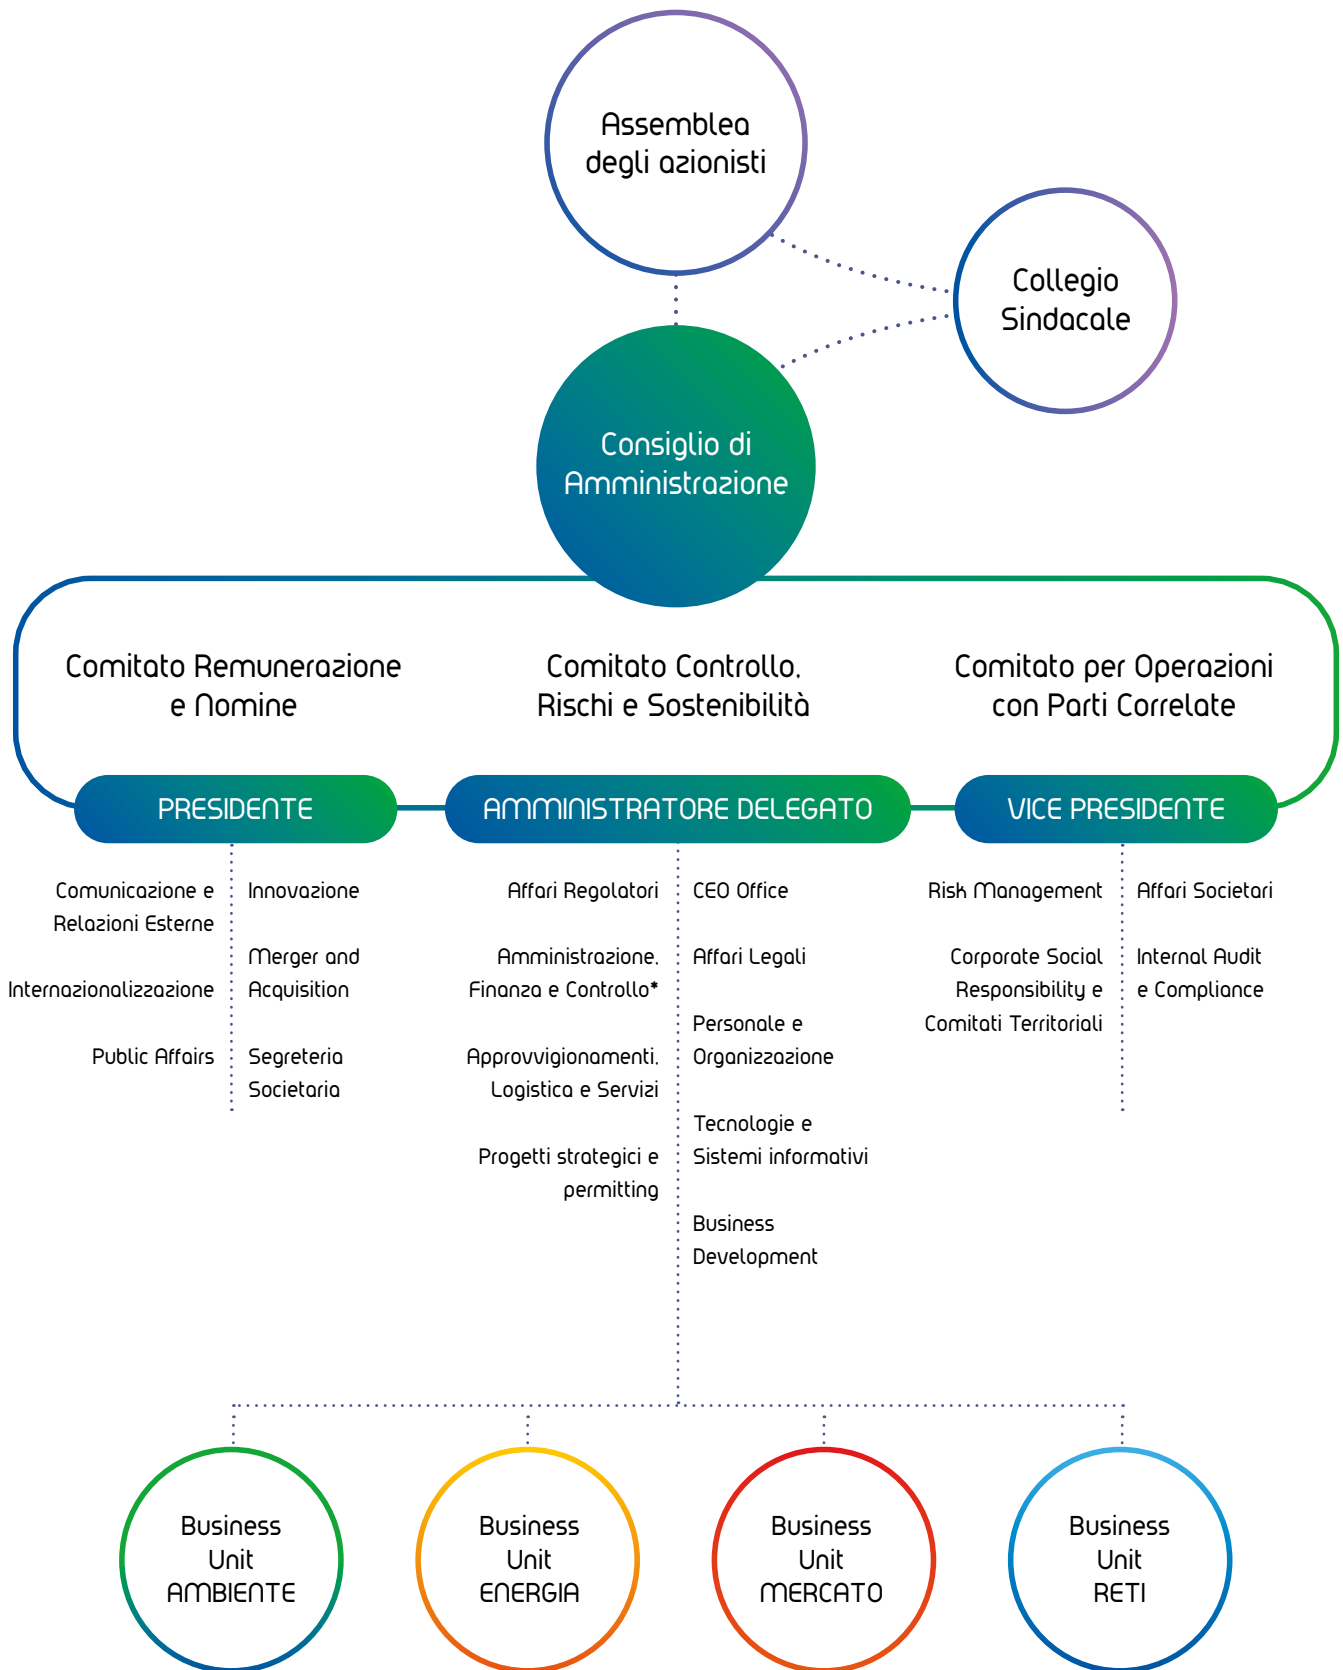 Assemblea
degli azionisti
Collegio
Sindacale
Consiglio di
Amministrazione
Comitato Remunerazione
e Nomine
Comitato Controllo,
Rischi e Sostenibilità
Comitato per Operazioni
con Parti Correlate
PRESIDENTE
Comunicazione e
Relazioni Esterne
Internazionalizzazione
Public Affairs
Innovazione
Merger and
Acquisition
Segreteria
Societaria
AMMINISTRATORE DELEGATO
Affari Regolatori
Amministrazione,
Finanza e Controllo*
Approvvigionamenti,
Logistica e Servizi
Progetti strategici e
permitting
CEO Office
Affari Legali
Personale e
Organizzazione
Tecnologie e
Sistemi informativi
Business
Development
VICE PRESIDENTE
Risk Management
Corporate Social
Responsibility e
Comitati Territoriali
Affari Societari
Internal Audit
e Compliance
Business
Unit
AMBIENTE
Business
Unit
ENERGIA
Business
Unit
MERCATO
Business
Unit
RETI